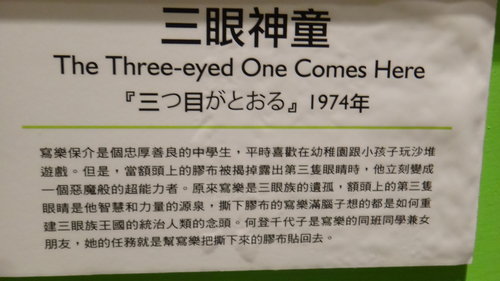 三眼神童
The Three-eyed One Comes Here
『三つ目がとおる』1974年
寫樂保介是個忠厚善良的中學生，平時喜歡在幼稚園跟小孩子玩沙堆
遊戲。但是，當額頭上的膠布被揭掉露出第三隻眼睛時，他立刻變成
一個惡魔般的超能力者。原來寫樂是三眼族的遺孤，額頭上的第三隻
眼睛是他智慧和力量的源泉，撕下膠布的寫樂滿腦子想的都是如何重
建三眼族王國的統治人類的念頭。何登千代子是寫樂的同班同學兼女
朋友，她的任務就是幫寫樂把撕下來的膠布貼回去。